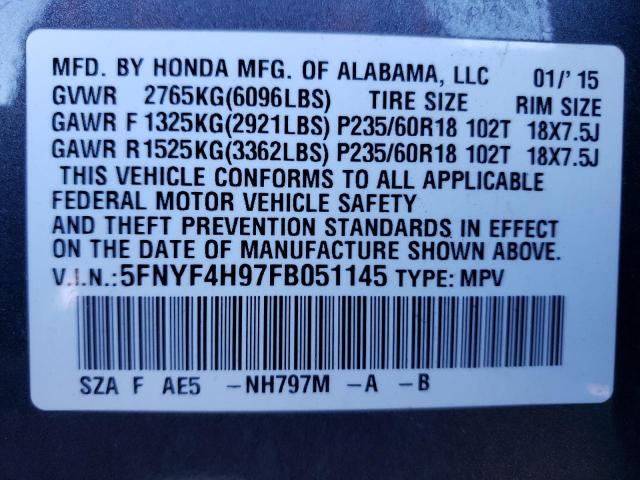 MFD. BY HONDA MFG. OF ALABAMA, LLC 01/' 15
GVWR 2765KG(6096LBS) TIRE SIZE RIM SIZE
GAWR F 1325KG(2921LBS) P235/60R18 102T 18X7.5J
GAWR R 1525KG(3362LBS) P235/60R18 102T 18X7.5J
THIS VEHICLE CONFORMS TO ALL APPLICABLE
FEDERAL MOTOR VEHICLE SAFETY
AND THEFT PREVENTION STANDARDS IN EFFECT
ON THE DATE OF MANUFACTURE SHOWN ABOVE.
V.I.N.: 5FNYF4H97FB051145 TYPE: MPV
SZA F AE5 -NH797M -A -B